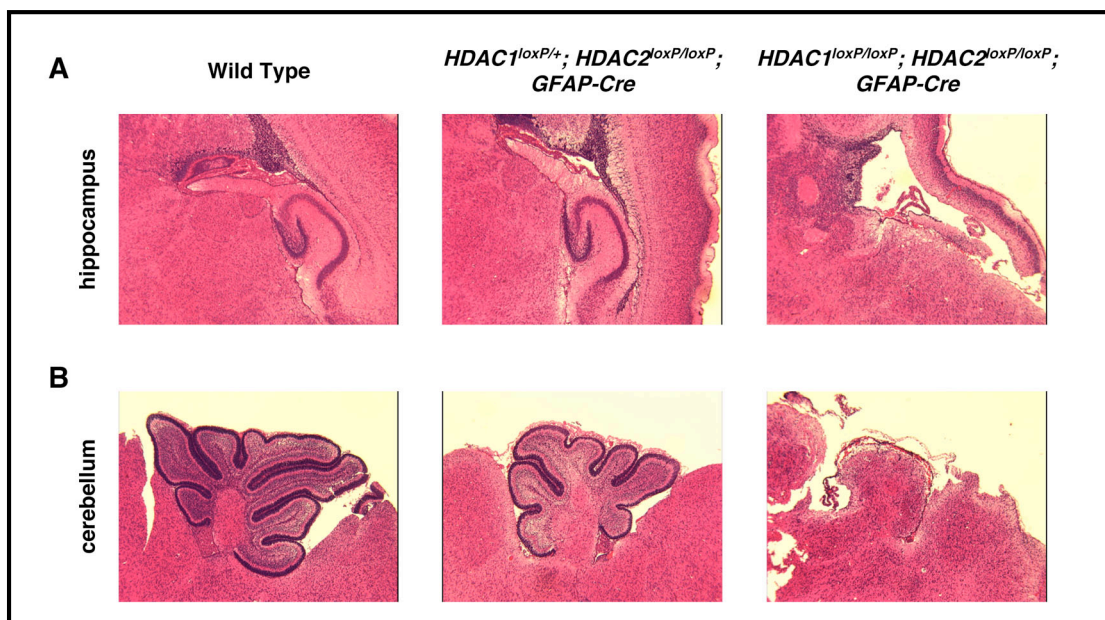 A
Wild Type
HDAC1loxP/+; HDAC2loxP/loxP;
GFAP-Cre
HDAC1loxP/loxP; HDAC2loxP/loxP;
GFAP-Cre
hippocampus
B
cerebellum